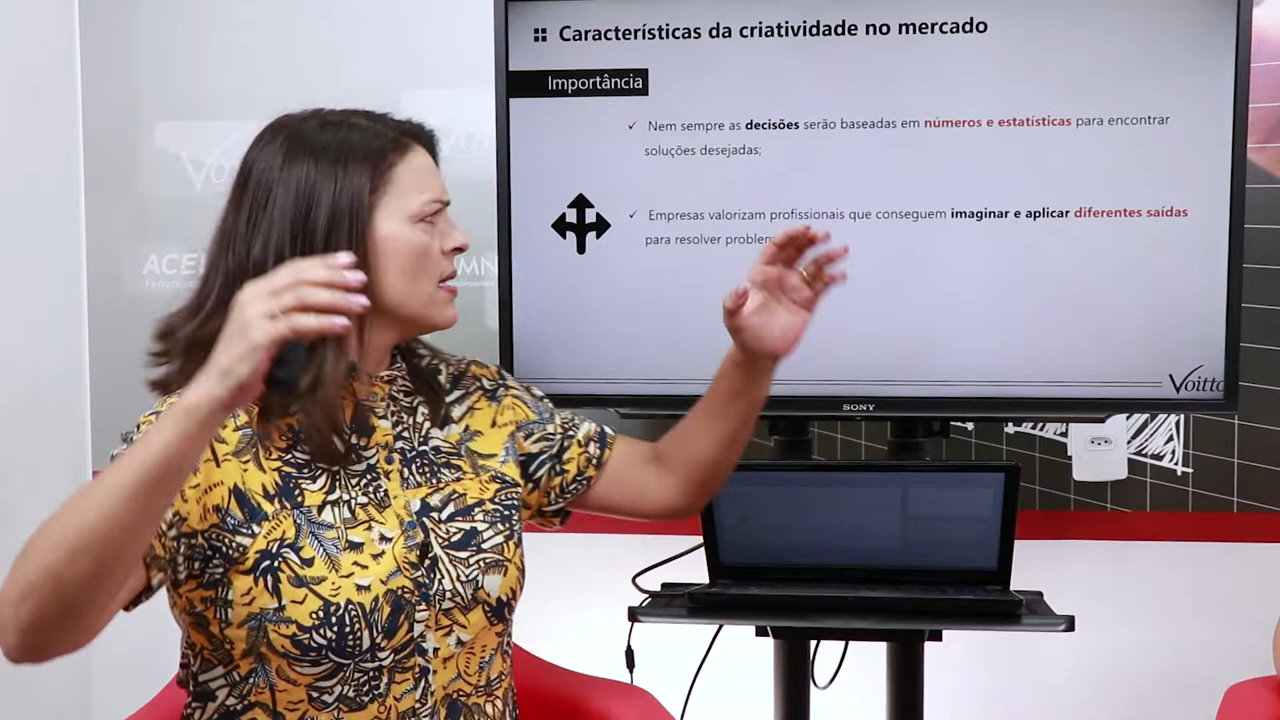 Características da criatividade no mercado
Importância
✓ Nem sempre as decisões serão baseadas em números e estatísticas para encontrar
soluções desejadas;
✓ Empresas valorizam profissionais que conseguem imaginar e aplicar diferentes saídas
para resolver
Voitto
SONY